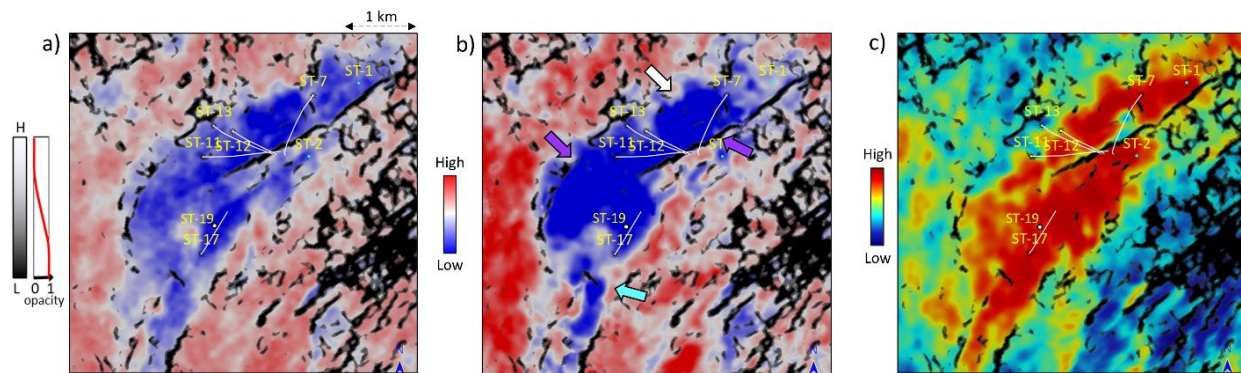 1 km
a)
ST-1
ST-7
ST-13
ST-11
ST-12
ST-2
ST-19
ST-17
H
L
0 1
opacity
N
b)
ST-1
ST-7
ST-13
ST-11
ST-12
ST
ST-19
ST-17
High
Low
N
c)
ST-1
ST-7
ST-13
ST-11
ST-12
ST-2
ST-19
ST-17
High
Low
N